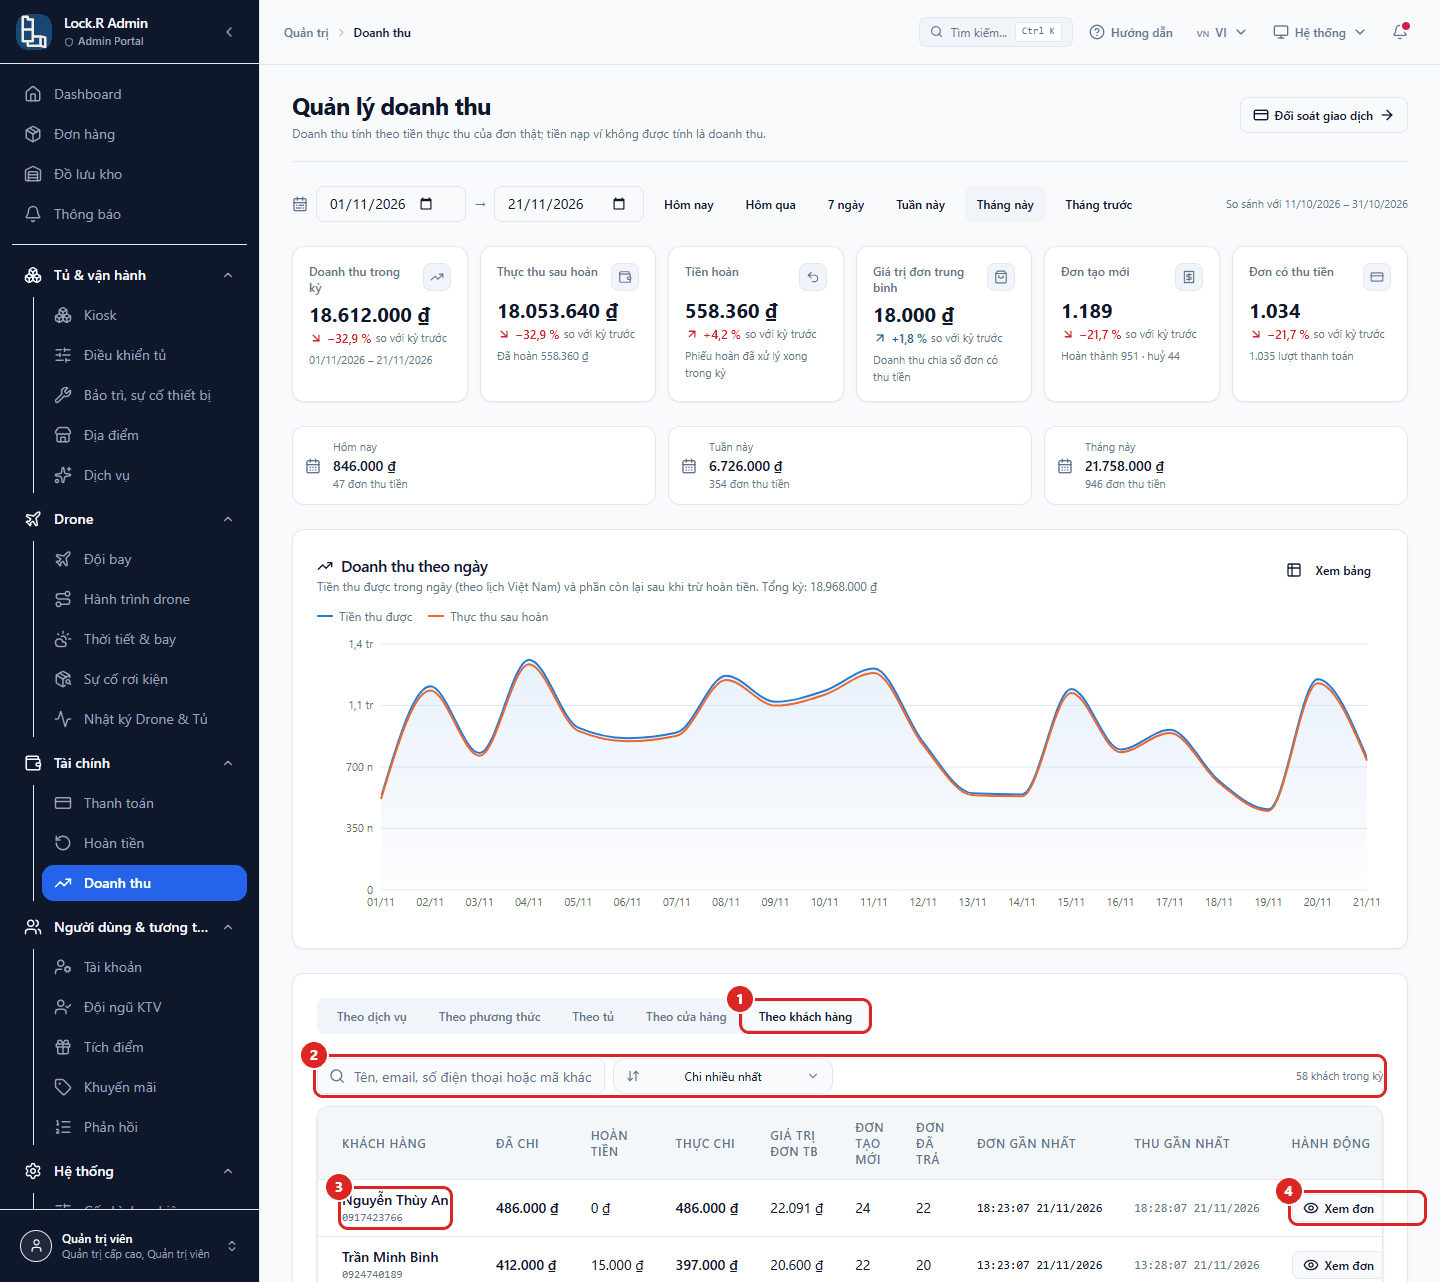 Lock.R Admin
Admin Portal
Dashboard
Đơn hàng
Đồ lưu kho
Thông báo
Tủ & vận hành
Kiosk
Điều khiển tủ
Bảo trì, sự cố thiết bị
Địa điểm
Dịch vụ
Drone
Đội bay
Hành trình drone
Thời tiết & bay
Sự cố rơi kiện
Nhật ký Drone & Tủ
Tài chính
Thanh toán
Hoàn tiền
Doanh thu
Người dùng & tương t...
Tài khoản
Đội ngũ KTV
Tích điểm
Khuyến mãi
Phản hồi
Hệ thống
Quản trị viên
Quản trị cấp cao, Quản trị viên
Quản trị > Doanh thu
Tìm kiếm... Ctrl K
Hướng dẫn
VN VI
Hệ thống
Quản lý doanh thu
Doanh thu tính theo tiền thực thu của đơn thật; tiền nạp ví không được tính là doanh thu.
Đối soát giao dịch →
01/11/2026 → 21/11/2026 Hôm nay Hôm qua 7 ngày Tuần này Tháng này Tháng trước So sánh với 11/10/2026 – 31/10/2026
Doanh thu trong kỳ
18.612.000 ₫
−32,9 % so với kỳ trước
01/11/2026 – 21/11/2026
Thực thu sau hoàn
18.053.640 ₫
−32,9 % so với kỳ trước
Đã hoàn 558.360 ₫
Tiền hoàn
558.360 ₫
+4,2 % so với kỳ trước
Phiếu hoàn đã xử lý xong
trong kỳ
Giá trị đơn trung
bình
18.000 ₫
+1,8 % so với kỳ trước
Doanh thu chia số đơn có
thu tiền
Đơn tạo mới
1.189
−21,7 % so với kỳ trước
Hoàn thành 951 · huỷ 44
Đơn có thu tiền
1.034
−21,7 % so với kỳ trước
1.035 lượt thanh toán
Hôm nay
846.000 ₫
47 đơn thu tiền
Tuần này
6.726.000 ₫
354 đơn thu tiền
Tháng này
21.758.000 ₫
946 đơn thu tiền
Doanh thu theo ngày
Tiền thu được trong ngày (theo lịch Việt Nam) và phần còn lại sau khi trừ hoàn tiền. Tổng kỳ: 18.968.000 ₫
Xem bảng
Tiền thu được Thực thu sau hoàn
1,4 tr
1,1 tr
700 n
350 n
0
01/11 02/11 03/11 04/11 05/11 06/11 07/11 08/11 09/11 10/11 11/11 12/11 13/11 14/11 15/11 16/11 17/11 18/11 19/11 20/11 21/11
Theo dịch vụ Theo phương thức Theo tủ Theo cửa hàng 1 Theo khách hàng
2
Tên, email, số điện thoại hoặc mã khác Chi nhiều nhất 58 khách trong kỳ
KHÁCH HÀNG ĐÃ CHI HOÀN TIỀN THỰC CHI GIÁ TRỊ ĐƠN TB ĐƠN TẠO MỚI ĐƠN ĐÃ TRẢ ĐƠN GẦN NHẤT THU GẦN NHẤT HÀNH ĐỘNG
3 4
Nguyễn Thùy An 486.000 ₫ 0 ₫ 486.000 ₫ 22.091 ₫ 24 22 18:23:07 21/11/2026 18:28:07 21/11/2026 Xem đơn
0917423766
Trần Minh Bình 412.000 ₫ 15.000 ₫ 397.000 ₫ 20.600 ₫ 22 20 13:23:07 21/11/2026 13:28:07 21/11/2026 Xem đơn
0924740189